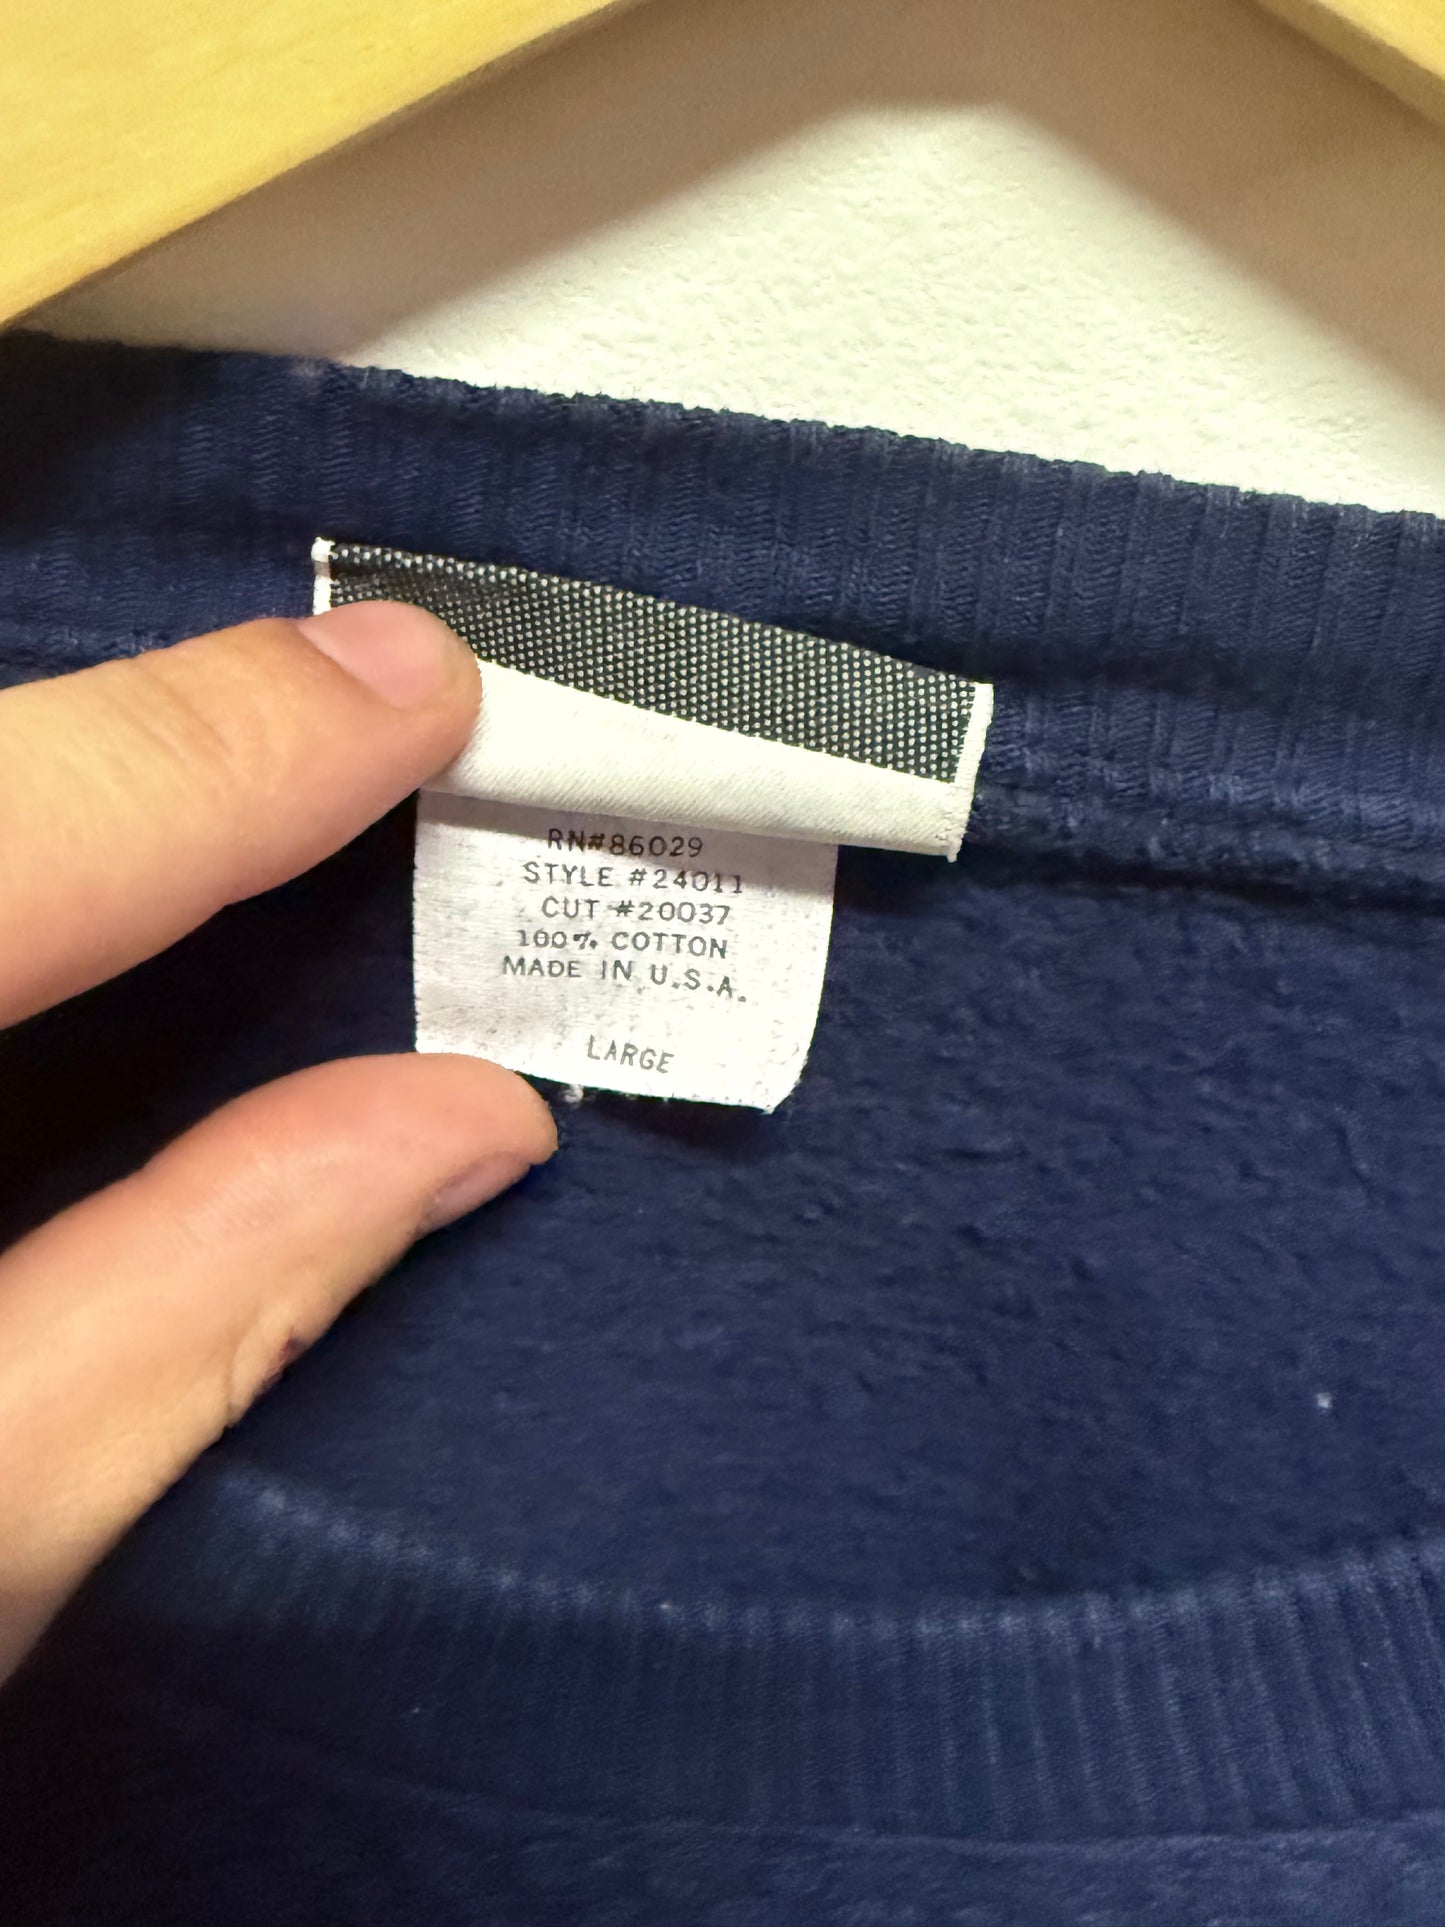 RN#86029
STYLE #24011
CUT #20037
100% COTTON
MADE IN U.S.A.
LARGE